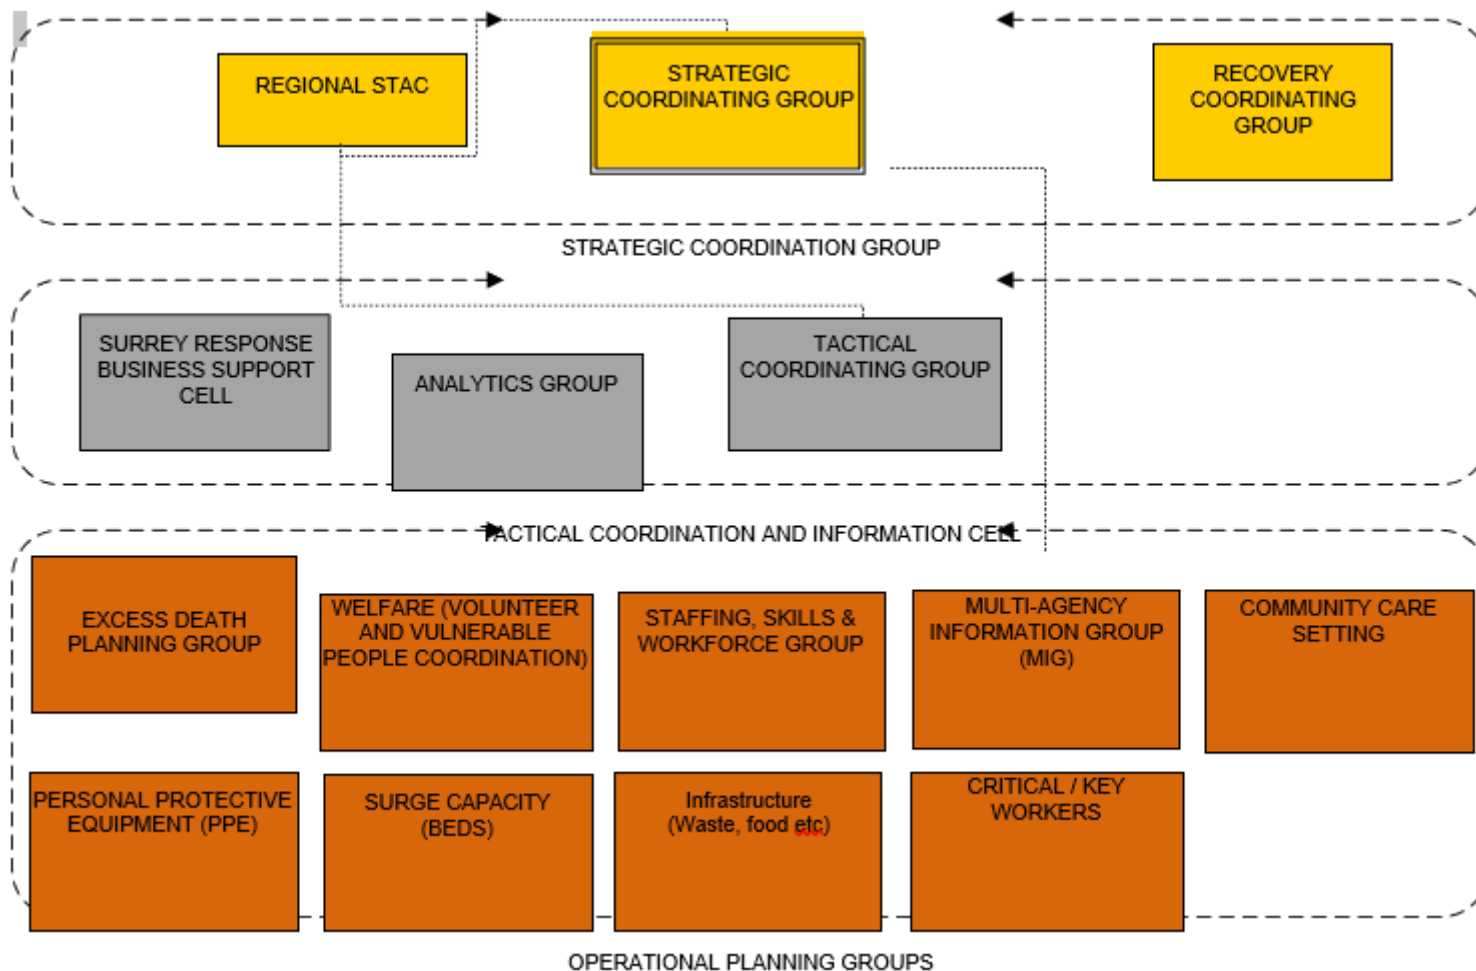 REGIONAL STAC
STRATEGIC
COORDINATING GROUP
RECOVERY
COORDINATING
GROUP
STRATEGIC COORDINATION GROUP
SURREY RESPONSE
BUSINESS SUPPORT
CELL
ANALYTICS GROUP
TACTICAL
COORDINATING GROUP
TACTICAL COORDINATION AND INFORMATION CELL
EXCESS DEATH
PLANNING GROUP
WELFARE (VOLUNTEER
AND VULNERABLE
PEOPLE COORDINATION)
STAFFING, SKILLS &
WORKFORCE GROUP
MULTI-AGENCY
INFORMATION GROUP
(MIG)
COMMUNITY CARE
SETTING
PERSONAL PROTECTIVE
EQUIPMENT (PPE)
SURGE CAPACITY
(BEDS)
Infrastructure
(Waste, food etc)
CRITICAL / KEY
WORKERS
OPERATIONAL PLANNING GROUPS